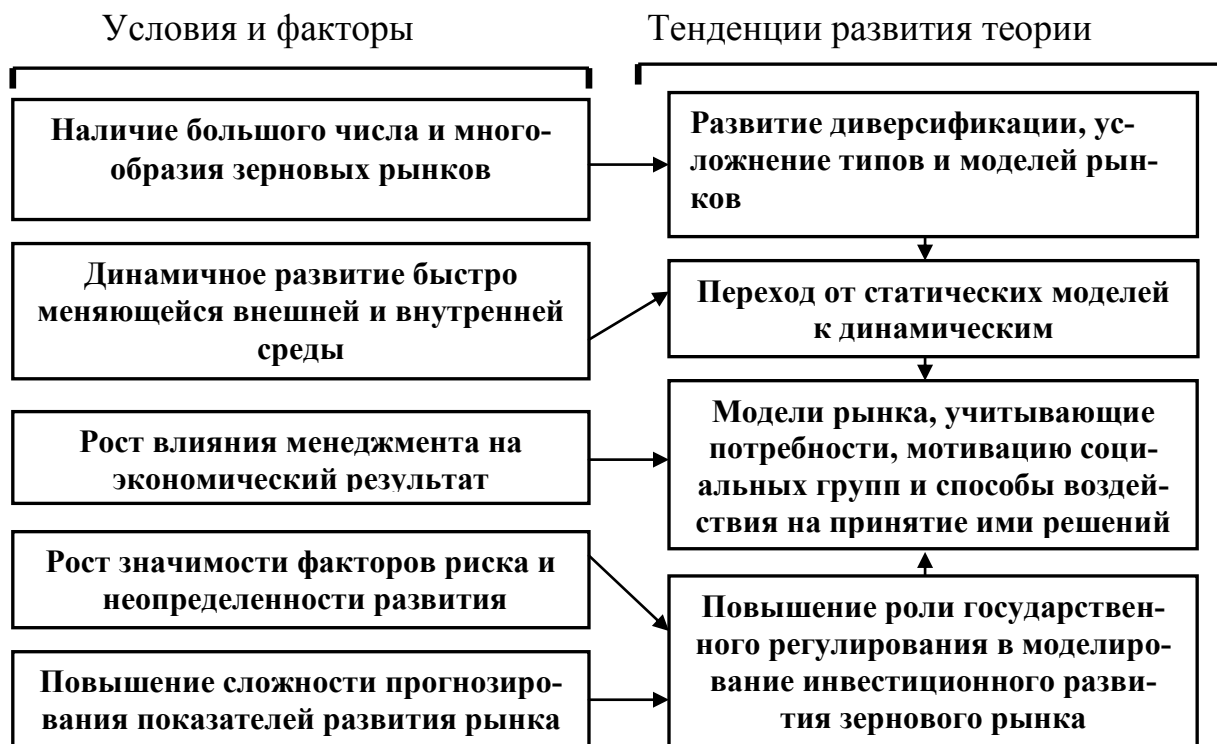 Условия и факторы
Тенденции развития теории
Наличие большого числа и много-
образия зерновых рынков
Развитие диверсификации, ус-
ложнение типов и моделей рын-
ков
Динамичное развитие быстро
меняющейся внешней и внутренней
среды
Переход от статических моделей
к динамическим
Рост влияния менеджмента на
экономический результат
Модели рынка, учитывающие
потребности, мотивацию соци-
альных групп и способы воздей-
ствия на принятие ими решений
Рост значимости факторов риска и
неопределенности развития
Повышение роли государствен-
ного регулирования в моделиро-
вание инвестиционного разви-
тия зернового рынка
Повышение сложности прогнозиро-
вания показателей развития рынка